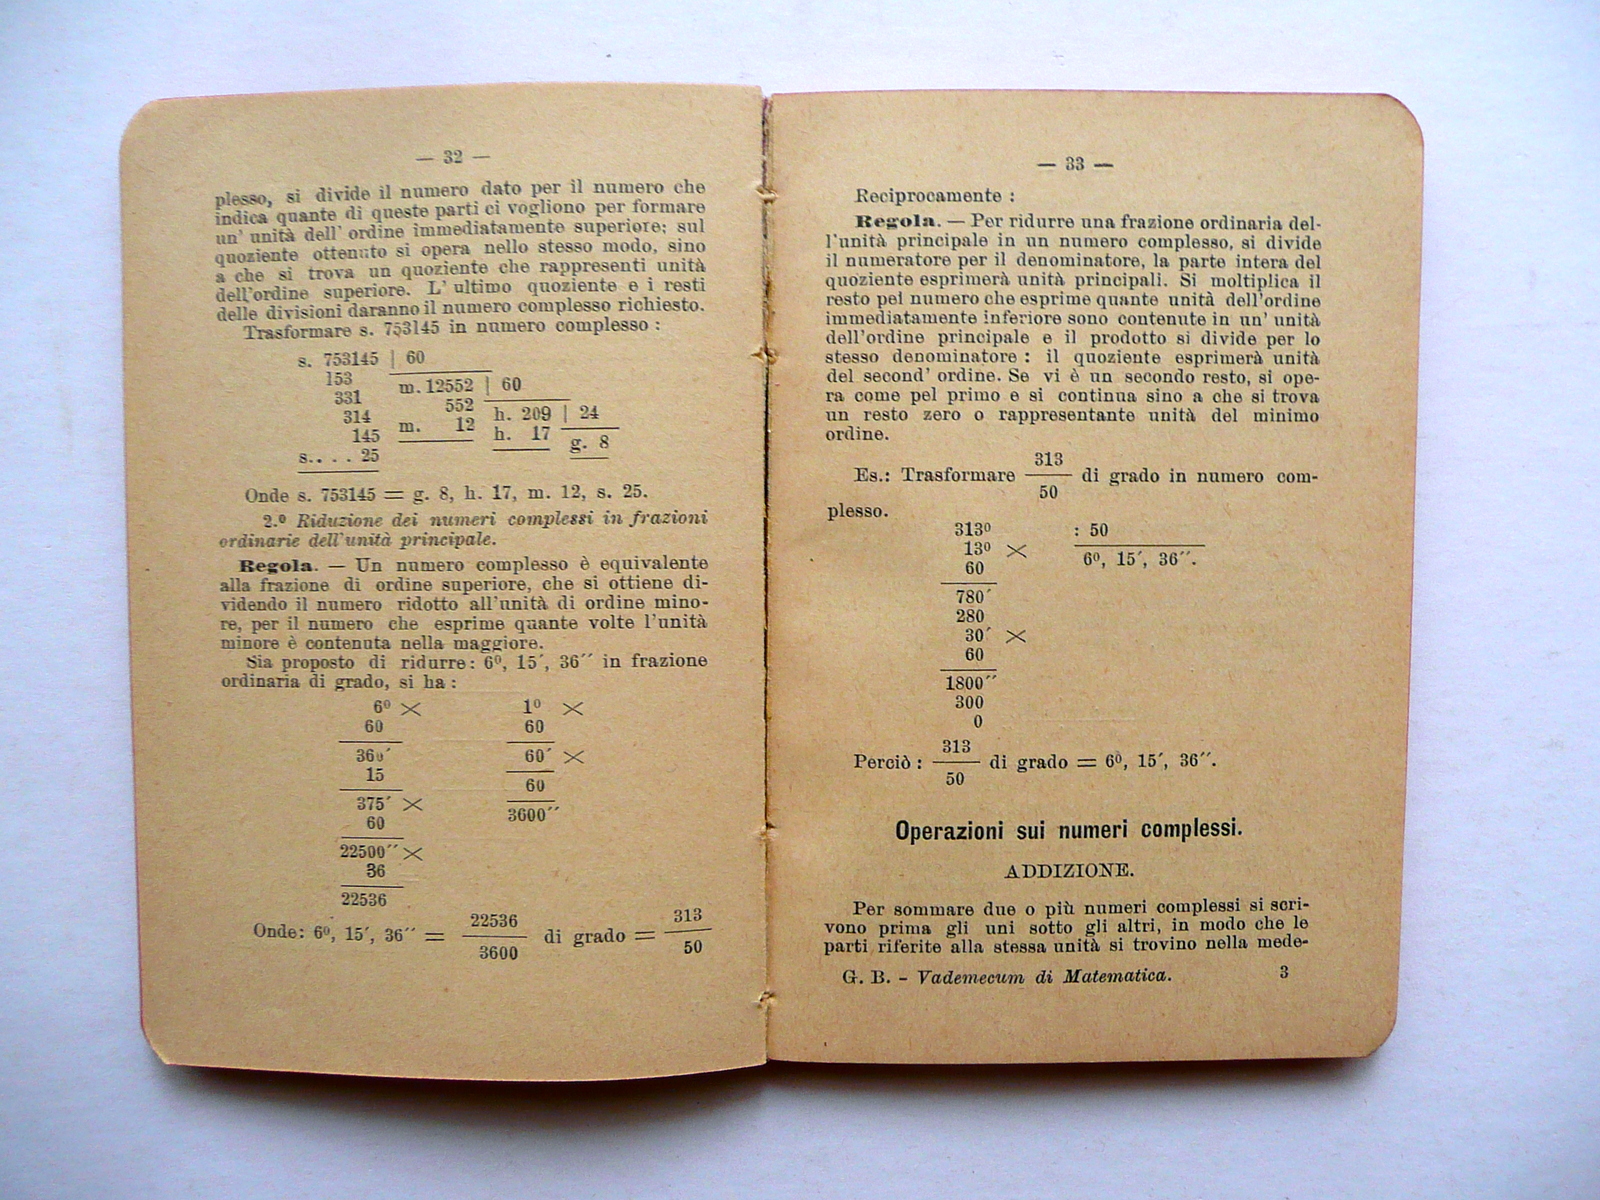 — 32 —
plesso, si divide il numero dato per il numero che
indica quante di queste parti ci vogliono per formare
un' unità dell' ordine immediatamente superiore; sul
quoziente ottenuto si opera nello stesso modo, sino
a che si trova un quoziente che rappresenti unità
dell'ordine superiore. L' ultimo quoziente e i resti
delle divisioni daranno il numero complesso richiesto.
Trasformare s. 753145 in numero complesso :
s. 753145 | 60
153 m. 12552 | 60
331 552 h. 209 | 24
314 m. 12 h. 17 g. 8
145
s. . . . 25
Onde s. 753145 = g. 8, h. 17, m. 12, s. 25.
2.º Riduzione dei numeri complessi in frazioni
ordinarie dell'unità principale.
Regola. — Un numero complesso è equivalente
alla frazione di ordine superiore, che si ottiene di-
videndo il numero ridotto all'unità di ordine mino-
re, per il numero che esprime quante volte l'unità
minore è contenuta nella maggiore.
Sia proposto di ridurre: 6º, 15′, 36′′ in frazione
ordinaria di grado, si ha :
6º × 1º ×
60 60
360′ 60′ ×
15 60
375′ × 3600′′
60
22500′′ ×
36
22536
Onde: 6º, 15′, 36′′ = 22536/3600 di grado = 313/50
— 33 —
Reciprocamente :
Regola. — Per ridurre una frazione ordinaria del-
l'unità principale in un numero complesso, si divide
il numeratore per il denominatore, la parte intera del
quoziente esprimerà unità principali. Si moltiplica il
resto pel numero che esprime quante unità dell'ordine
immediatamente inferiore sono contenute in un' unità
dell'ordine principale e il prodotto si divide per lo
stesso denominatore : il quoziente esprimerà unità
del second' ordine. Se vi è un secondo resto, si ope-
ra come pel primo e si continua sino a che si trova
un resto zero o rappresentante unità del minimo
ordine.
Es.: Trasformare 313/50 di grado in numero com-
plesso.
313º : 50
13º × 6º, 15′, 36′′.
60
780′
280
30′ ×
60
1800′′
300
0
Perciò : 313/50 di grado = 6º, 15′, 36′′.
Operazioni sui numeri complessi.
ADDIZIONE.
Per sommare due o più numeri complessi si scri-
vono prima gli uni sotto gli altri, in modo che le
parti riferite alla stessa unità si trovino nella mede-
G. B. - Vademecum di Matematica. 3